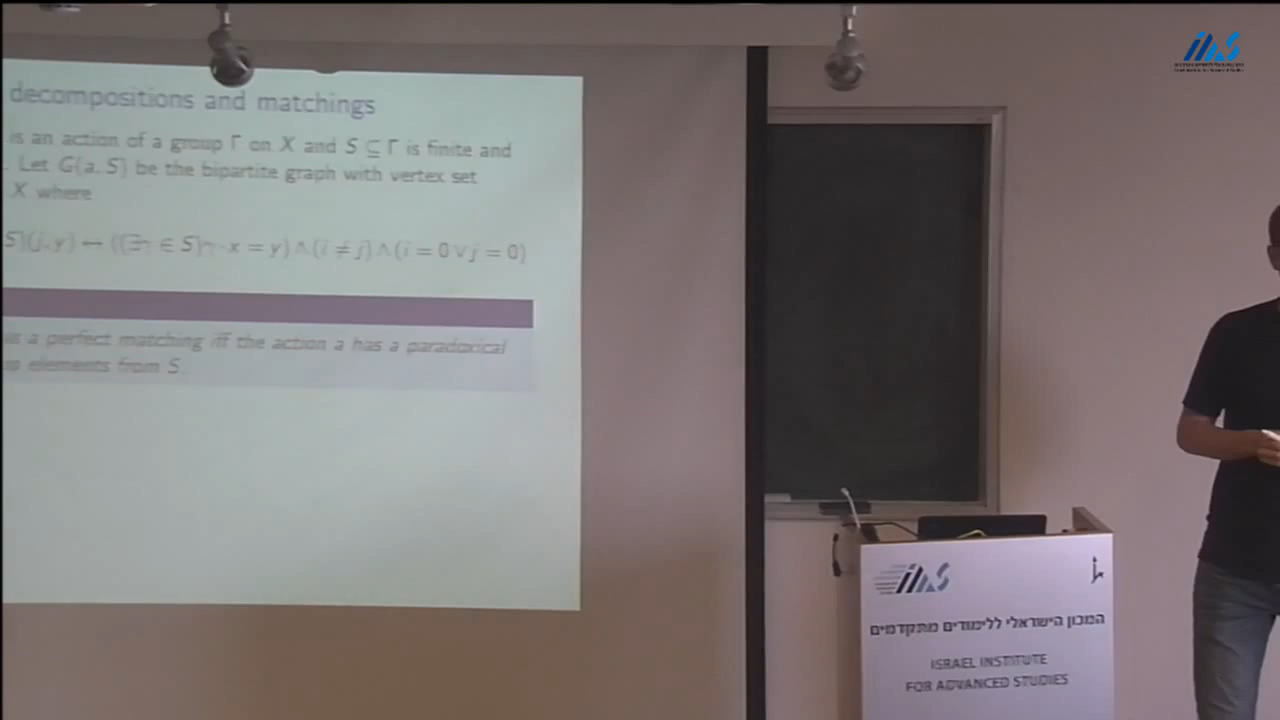 decompositions and matchings
is an action of a group Γ on X and S ⊆ Γ is finite and
. Let G(a, S) be the bipartite graph with vertex set
X where
S)(j, y) ↔ ((∃γ ∈ S)γ · x = y) ∧ (i ≠ j) ∧ (i = 0 ∨ j = 0)
a perfect matching iff the action a has a paradoxical
elements from S.
ias
ias
המכון הישראלי ללימודים מתקדמים
ISRAEL INSTITUTE
FOR ADVANCED STUDIES